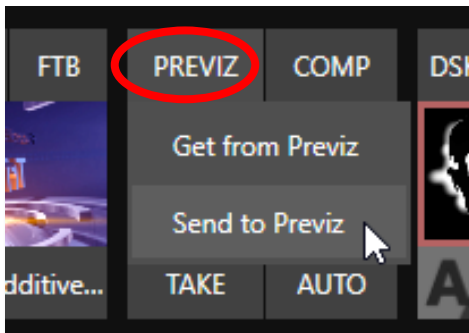 FTB PREVIZ COMP DSK
Get from Previz
Send to Previz
dditive... TAKE AUTO A